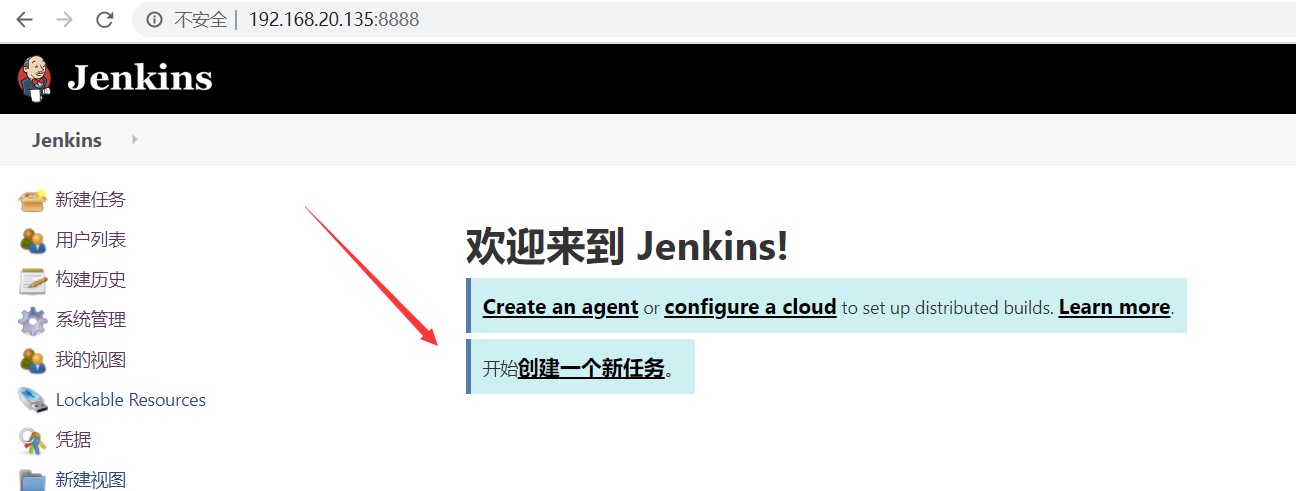 不安全 | 192.168.20.135:8888
Jenkins
Jenkins
新建任务
用户列表
构建历史
系统管理
我的视图
Lockable Resources
凭据
新建视图
欢迎来到 Jenkins!
Create an agent or configure a cloud to set up distributed builds. Learn more.
开始创建一个新任务。